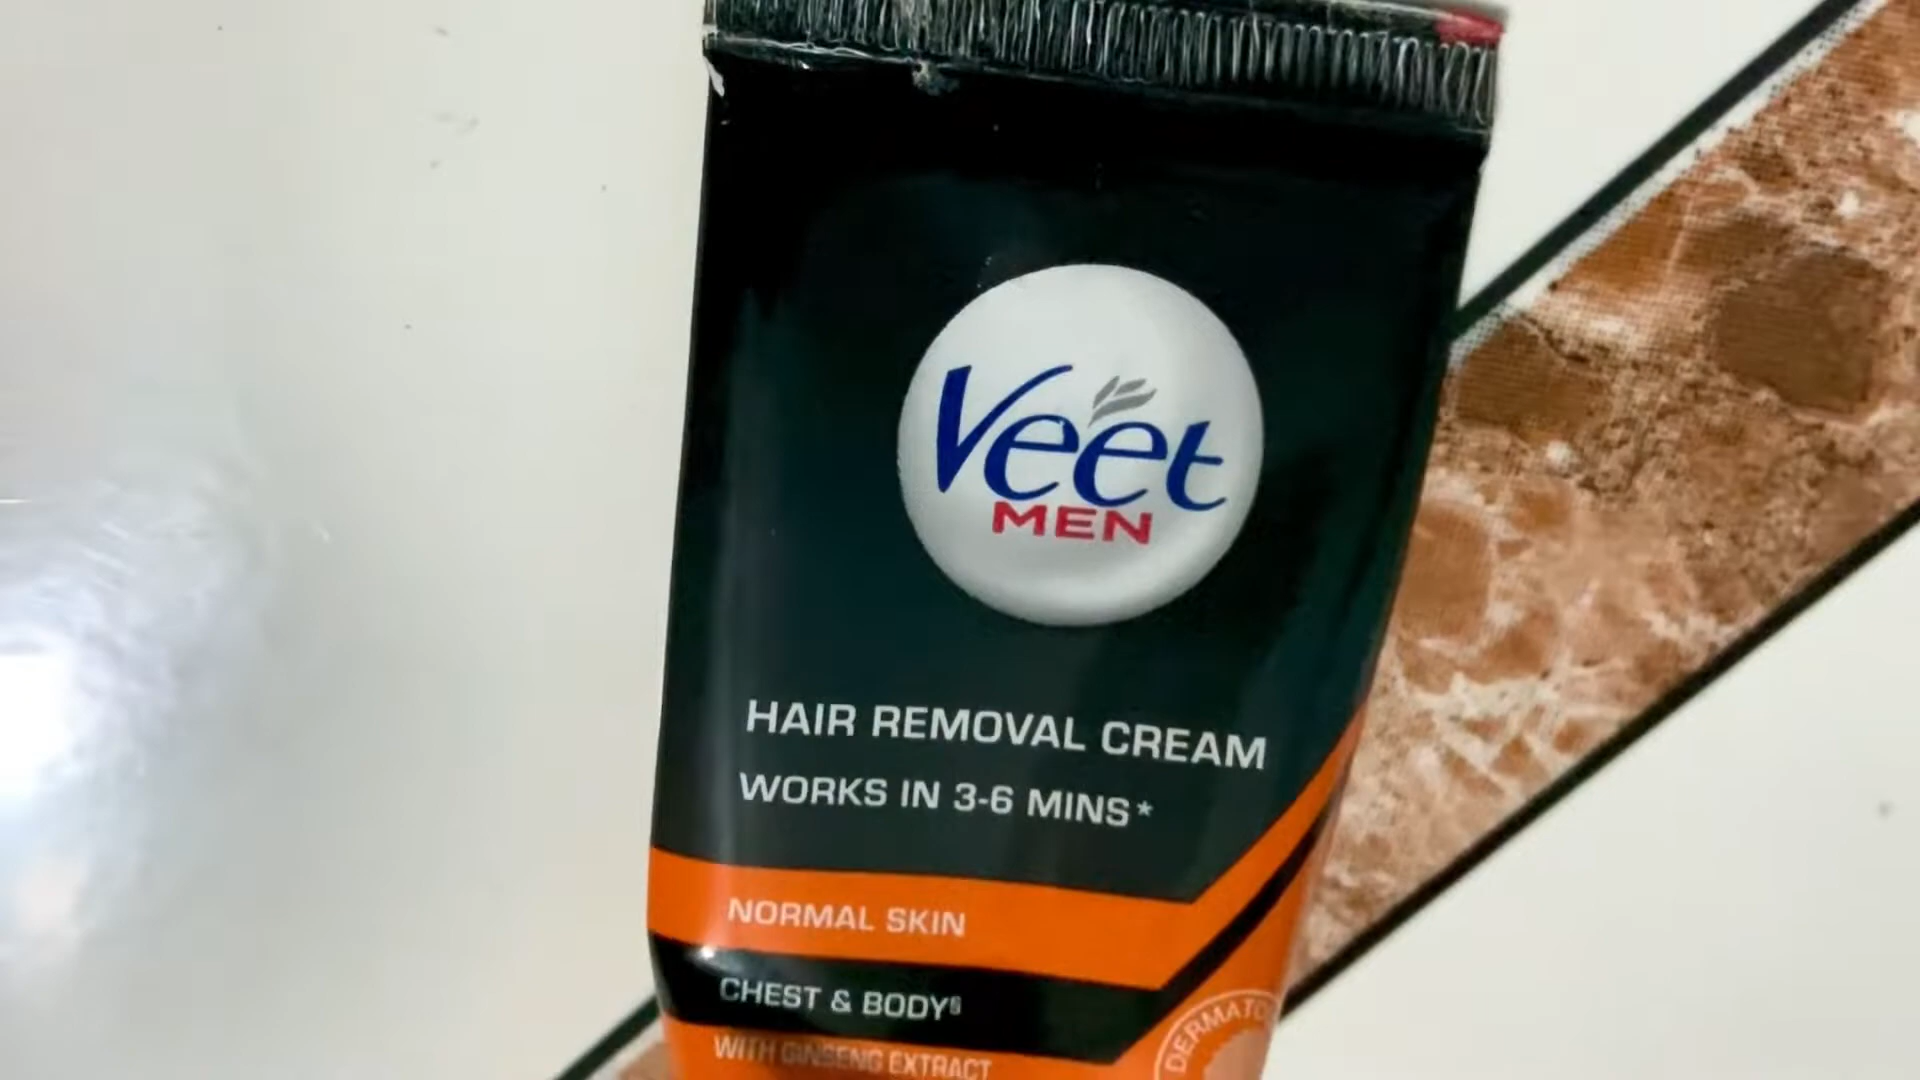 Veet
MEN
HAIR REMOVAL CREAM
WORKS IN 3-6 MINS*
NORMAL SKIN
CHEST & BODY§
WITH GINSENG EXTRACT